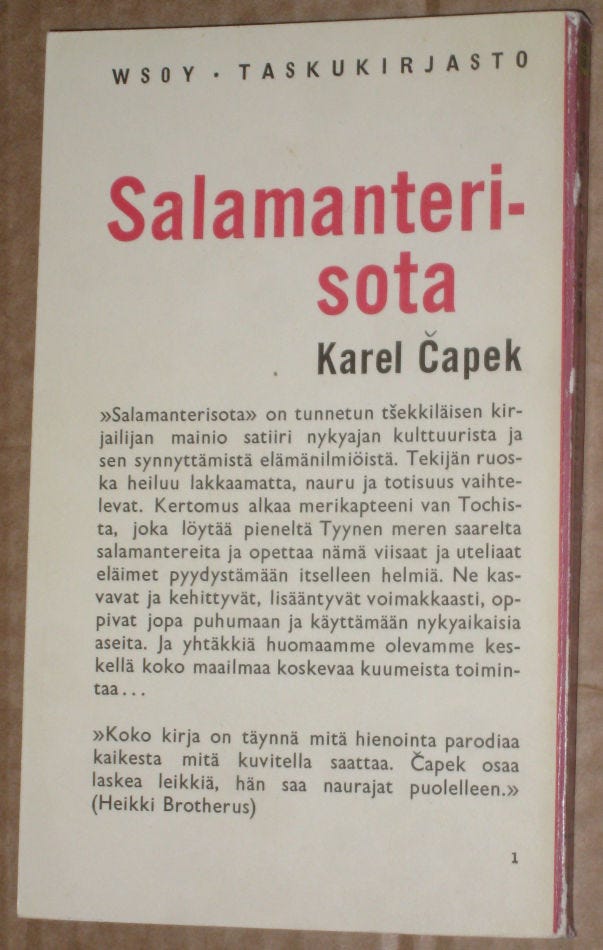 WSOY · TASKUKIRJASTO
Salamanteri-
sota
Karel Čapek
»Salamanterisota» on tunnetun tšekkiläisen kir-
jailijan mainio satiiri nykyajan kulttuurista ja
sen synnyttämistä elämänilmiöistä. Tekijän ruos-
ka heiluu lakkaamatta, nauru ja totisuus vaihte-
levat. Kertomus alkaa merikapteeni van Tochis-
ta, joka löytää pieneltä Tyynen meren saarelta
salamantereita ja opettaa nämä viisaat ja uteliaat
eläimet pyydystämään itselleen helmiä. Ne kas-
vavat ja kehittyvät, lisääntyvät voimakkaasti, op-
pivat jopa puhumaan ja käyttämään nykyaikaisia
aseita. Ja yhtäkkiä huomaamme olevamme kes-
kellä koko maailmaa koskevaa kuumeista toimin-
taa...
»Koko kirja on täynnä mitä hienointa parodiaa
kaikesta mitä kuvitella saattaa. Čapek osaa
laskea leikkiä, hän saa naurajat puolelleen.»
(Heikki Brotherus)
1